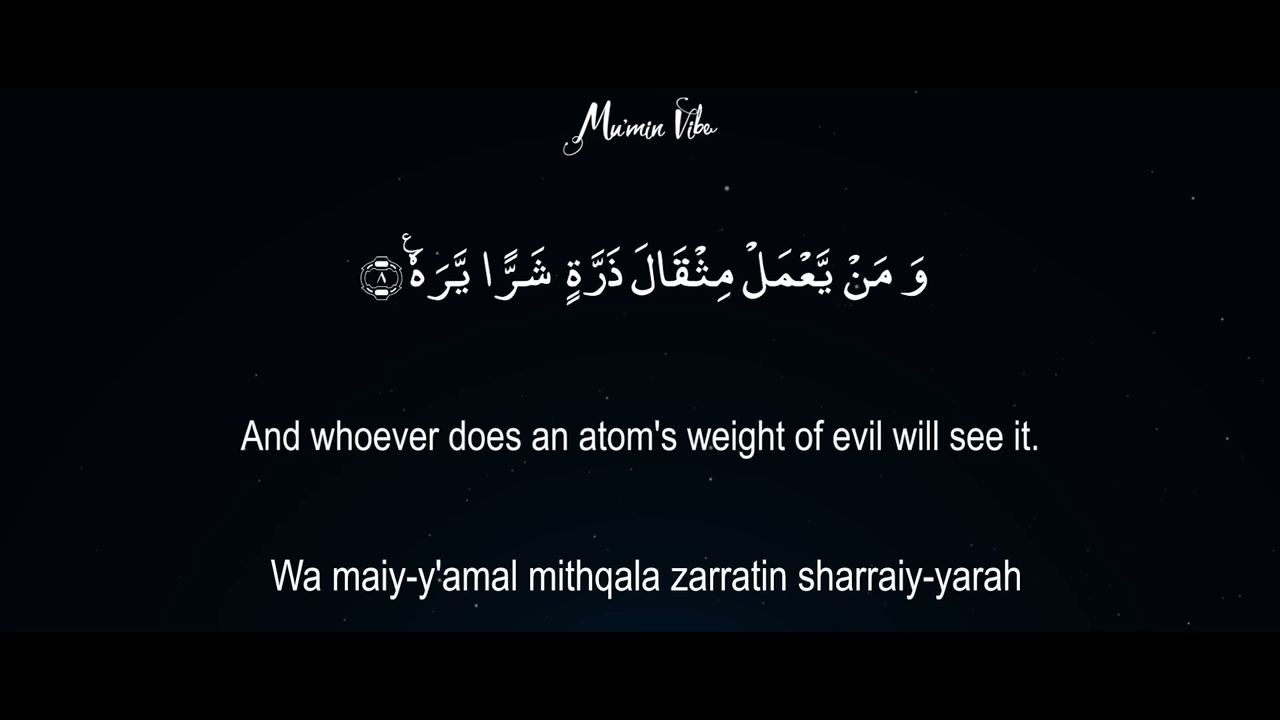 Mu'min Vibe
وَ مَنْ یَّعْمَلْ مِثْقَالَ ذَرَّةٍ شَرًّا یَّرَهٗ۠ ۝۸ ع
And whoever does an atom's weight of evil will see it.
Wa maiy-y'amal mithqala zarratin sharraiy-yarah